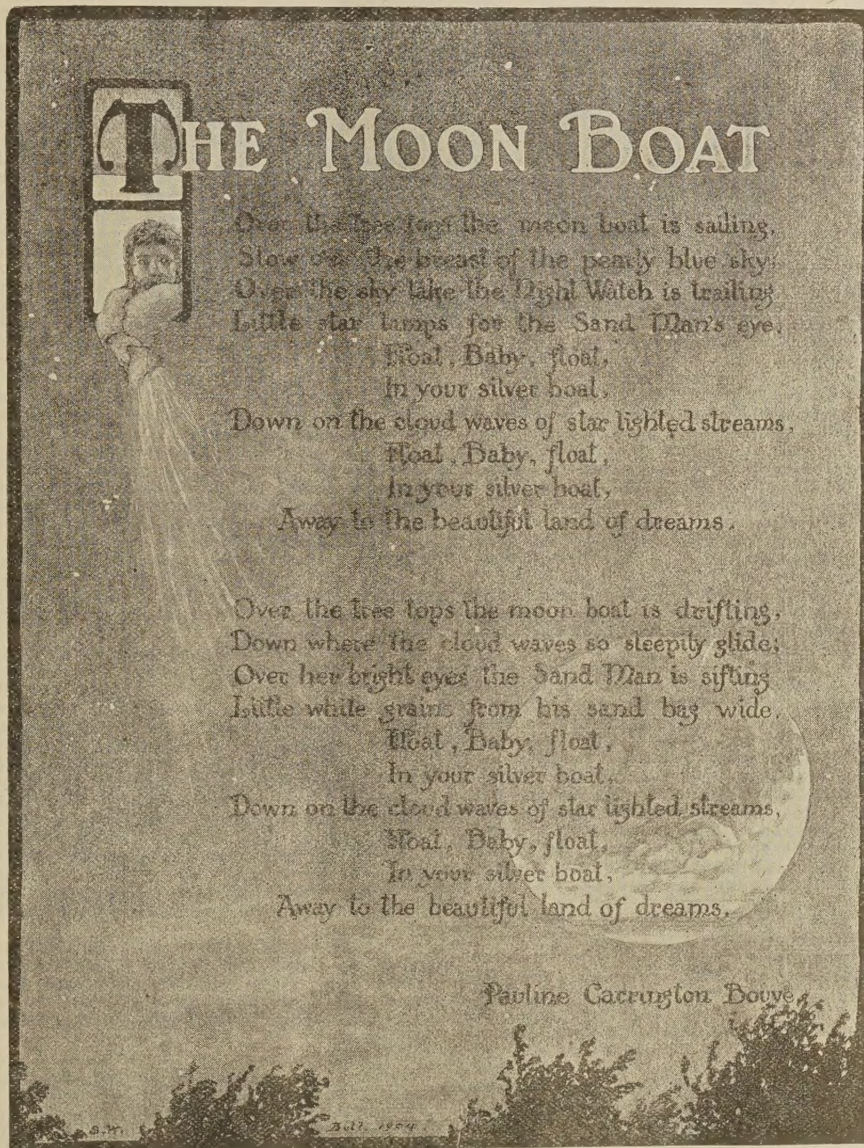 THE MOON BOAT
Over the tree tops the moon boat is sailing,
Slow over the breast of the pearly blue sky;
Over the sky lake the Night Watch is trailing
Little star lamps for the Sand Man's eye.
Float, Baby, float,
In your silver boat,
Down on the cloud waves of star lighted streams,
Float, Baby, float,
In your silver boat,
Away to the beautiful land of dreams.
Over the tree tops the moon boat is drifting,
Down where the cloud waves so sleepily glide;
Over her bright eyes the Sand Man is sifting
Little white grains from his sand bag wide.
Float, Baby, float,
In your silver boat,
Down on the cloud waves of star lighted streams,
Float, Baby, float,
In your silver boat,
Away to the beautiful land of dreams.
Pauline Carrington Bouvé
1904